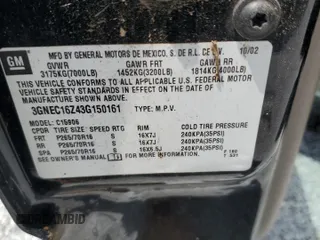 GM
MFD BY GENERAL MOTORS DE MEXICO, S. DE R.L. DE C.V. 10/02
GVWR GAWR FRT GAWR RR
3175KG(7000LB) 1452KG(3200LB) 1814KG(4000LB)
THIS VEHICLE CONFORMS TO ALL APPLICABLE U.S. FEDERAL
MOTOR VEHICLE SAFETY STANDARDS IN EFFECT ON THE
DATE OF MANUFACTURE SHOWN ABOVE.
3GNEC16Z43G150161 TYPE: M.P.V.
MODEL: C15906
CPDR TIRE SIZE SPEED RTG RIM COLD TIRE PRESSURE
FRT P265/70R16 S 16X7J 240KPA(35PSI)
RR P265/70R16 S 16X7J 240KPA(35PSI)
SPA P265/70R16 S 16X6.5J 240KPA(35PSI)
SEE OWNER'S MANUAL FOR MORE INFORMATION.